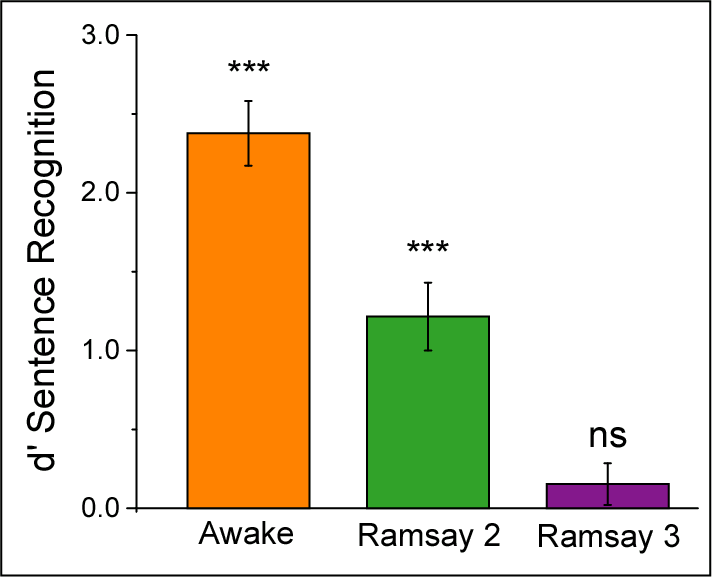 d' Sentence Recognition
3.0
2.0
1.0
0.0
***
***
ns
Awake
Ramsay 2
Ramsay 3